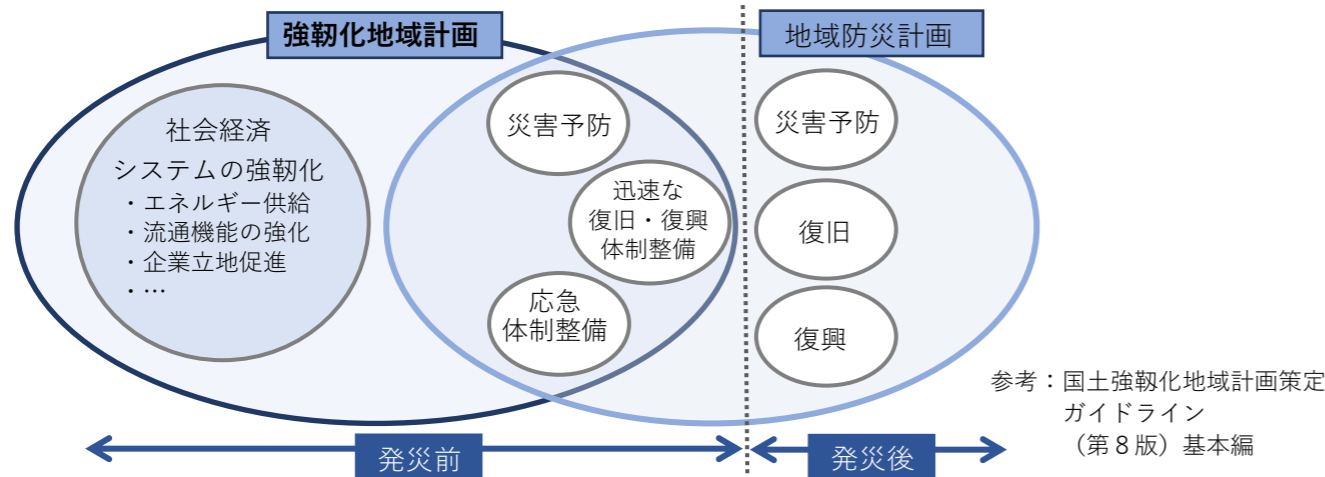 強靭化地域計画
地域防災計画
社会経済
システムの強靭化
・エネルギー供給
・流通機能の強化
・企業立地促進
・…
災害予防
迅速な
復旧・復興
体制整備
応急
体制整備
災害予防
復旧
復興
参考：国土強靭化地域計画策定
ガイドライン
（第８版）基本編
発災前
発災後